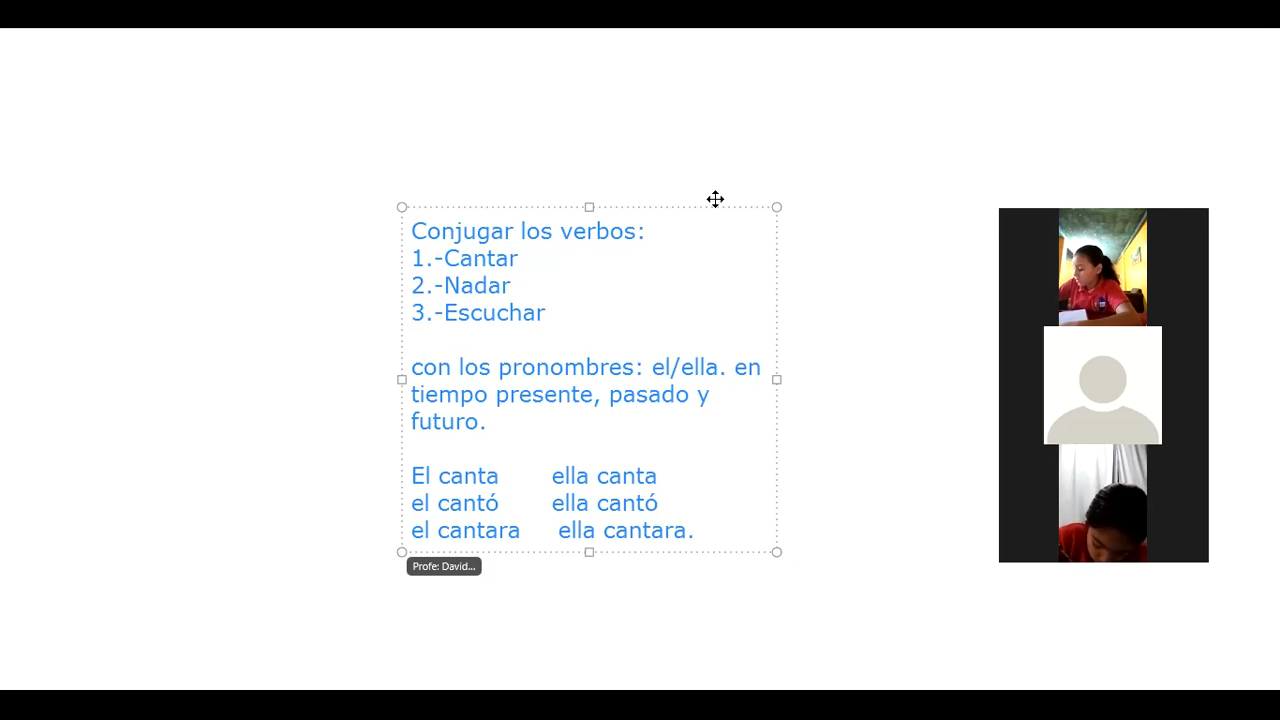 Conjugar los verbos:
1.-Cantar
2.-Nadar
3.-Escuchar
con los pronombres: el/ella. en
tiempo presente, pasado y
futuro.
El canta ella canta
el cantó ella cantó
el cantara ella cantara.
Profe: David...